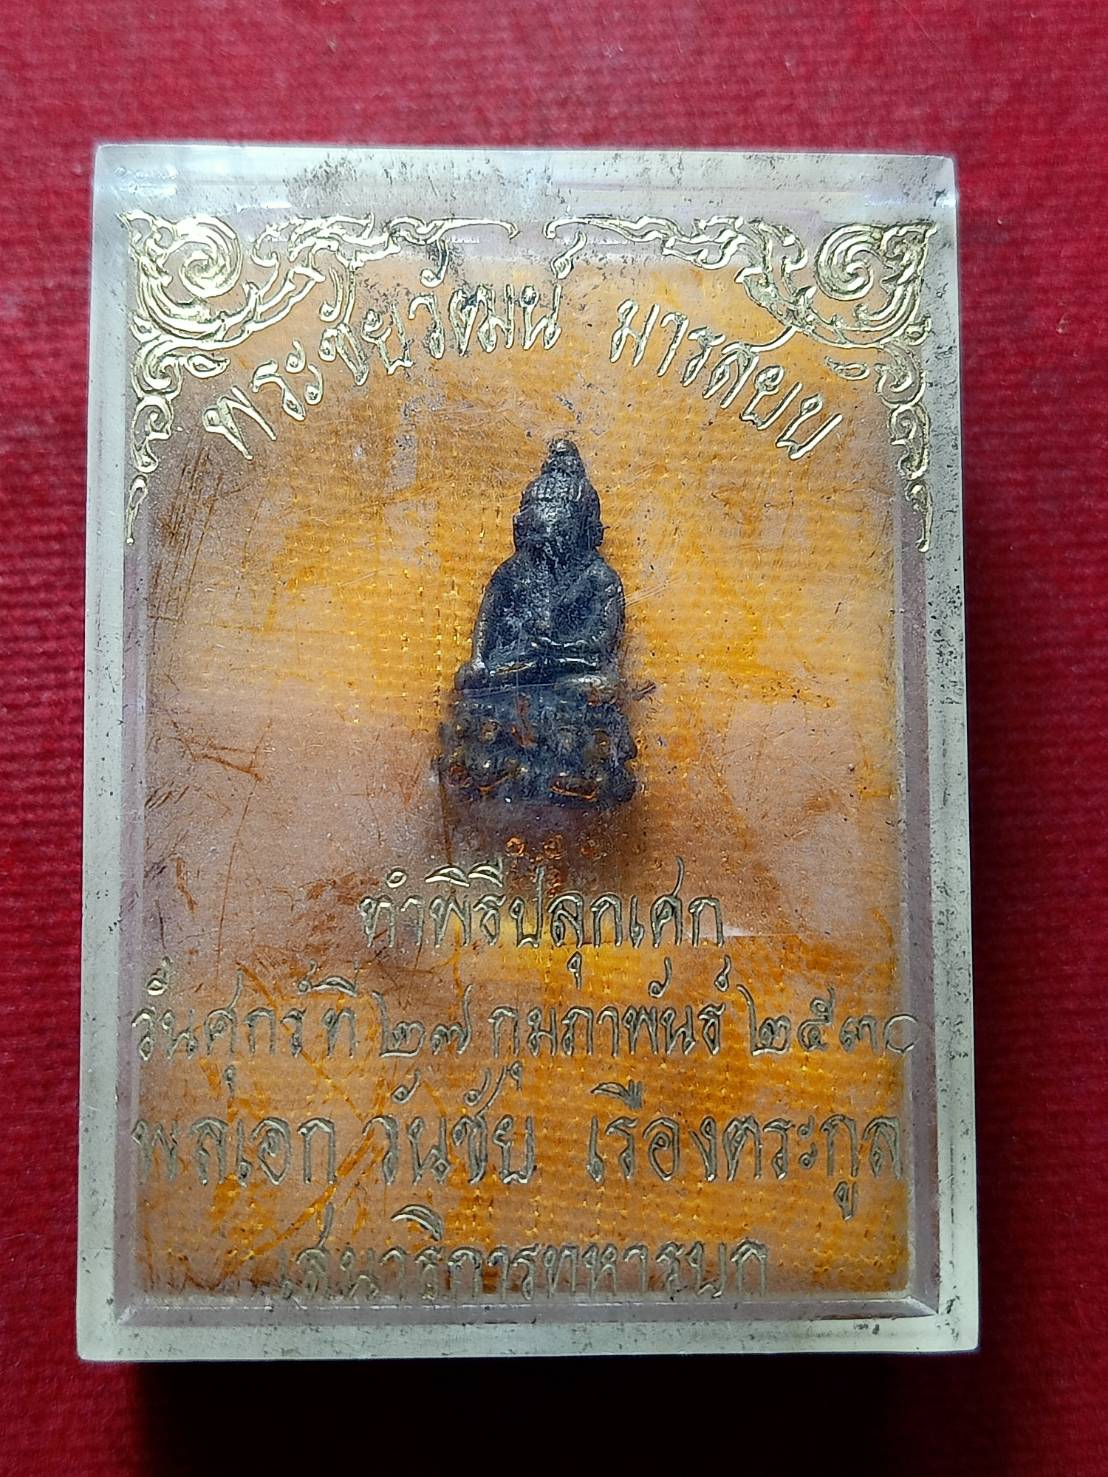 พระชัยวัฒน์ มารสยบ
ทำพิธีปลุกเศก
วันศุกร์ที่ ๒๗ กุมภาพันธ์ ๒๕๓๐
พลเอก วันชัย เรืองตระกูล
เสนาธิการทหารบก